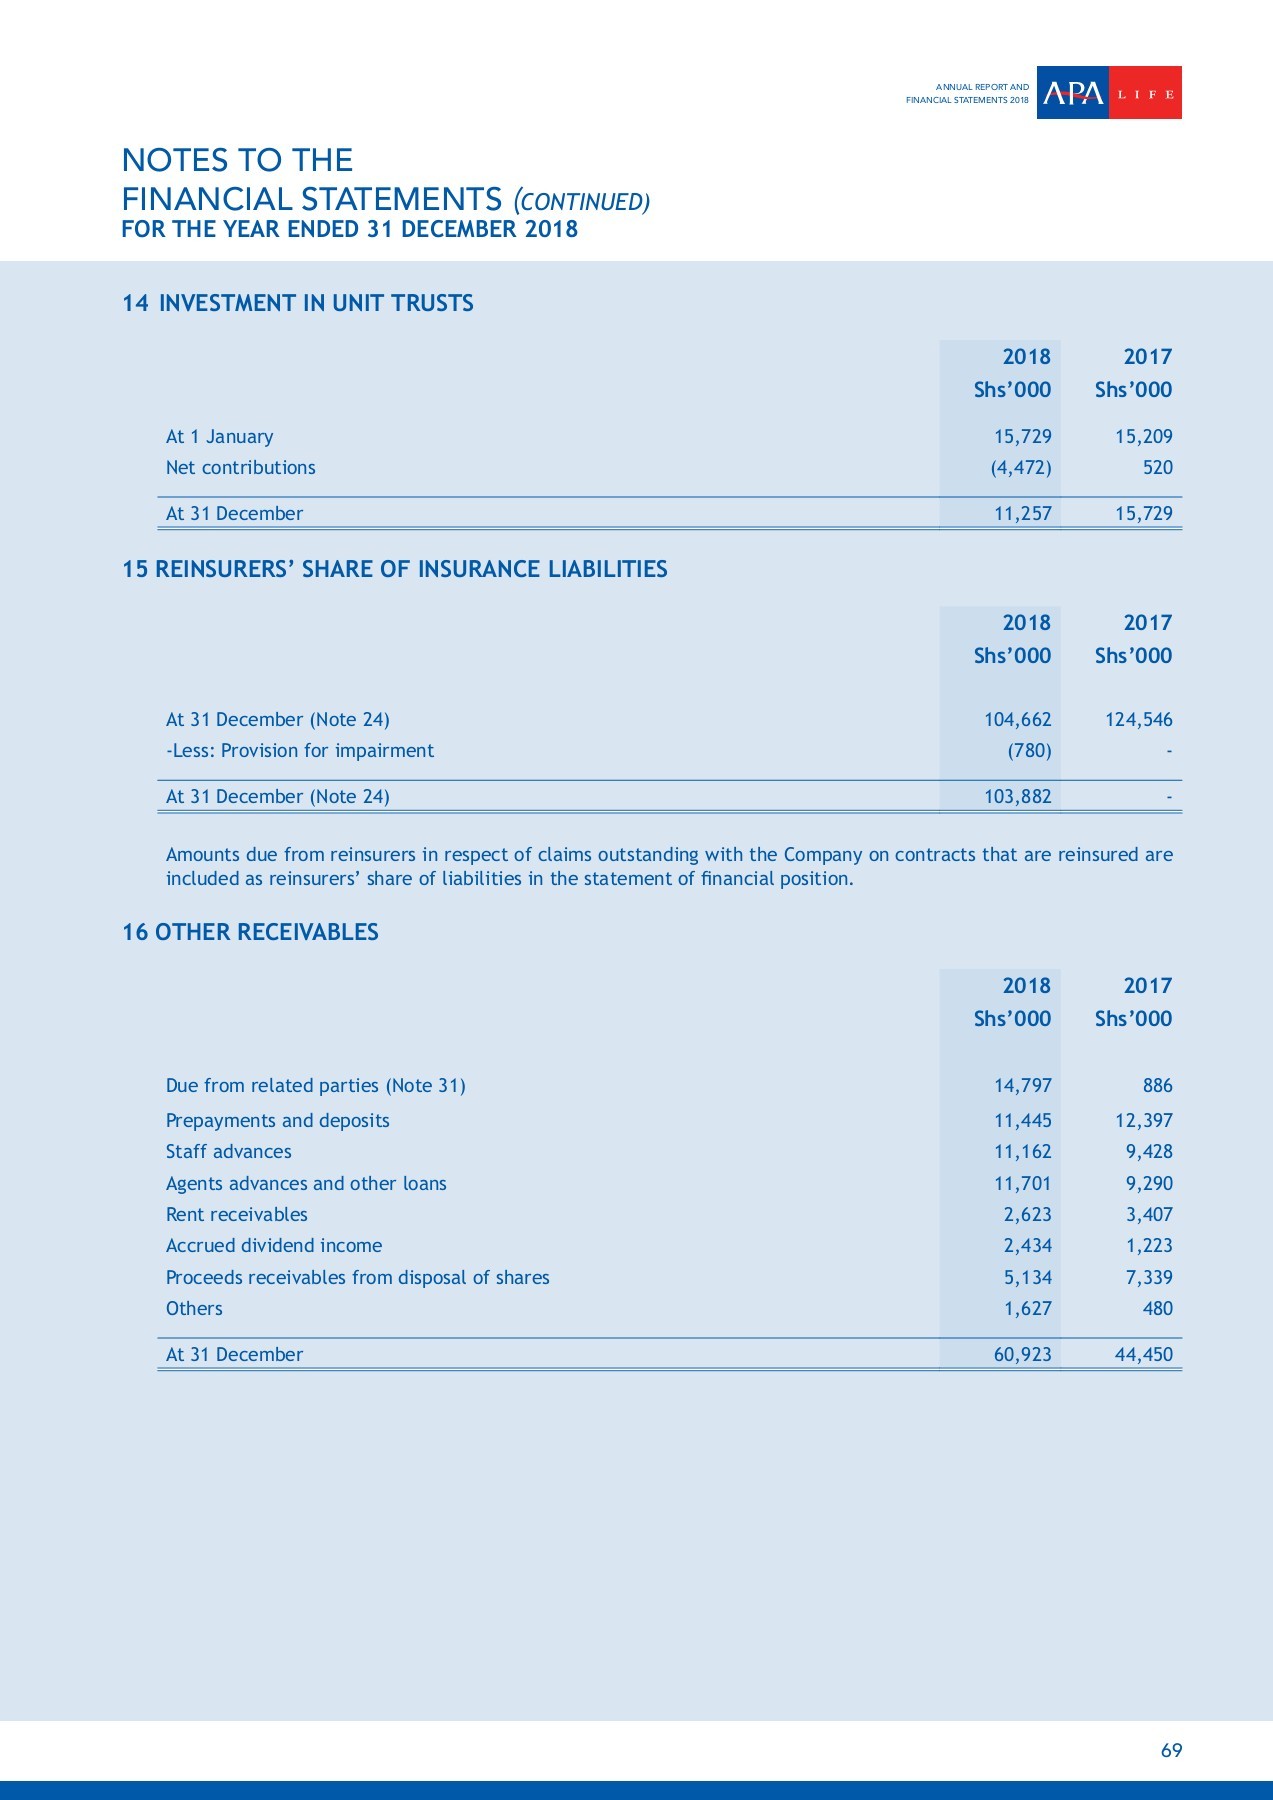 ANNUAL REPORT AND
FINANCIAL STATEMENTS 2018
APA LIFE
NOTES TO THE
FINANCIAL STATEMENTS (CONTINUED)
FOR THE YEAR ENDED 31 DECEMBER 2018
14 INVESTMENT IN UNIT TRUSTS
2018 2017
Shs’000 Shs’000
At 1 January 15,729 15,209
Net contributions (4,472) 520
At 31 December 11,257 15,729
15 REINSURERS’ SHARE OF INSURANCE LIABILITIES
2018 2017
Shs’000 Shs’000
At 31 December (Note 24) 104,662 124,546
-Less: Provision for impairment (780) -
At 31 December (Note 24) 103,882 -
Amounts due from reinsurers in respect of claims outstanding with the Company on contracts that are reinsured are
included as reinsurers’ share of liabilities in the statement of financial position.
16 OTHER RECEIVABLES
2018 2017
Shs’000 Shs’000
Due from related parties (Note 31) 14,797 886
Prepayments and deposits 11,445 12,397
Staff advances 11,162 9,428
Agents advances and other loans 11,701 9,290
Rent receivables 2,623 3,407
Accrued dividend income 2,434 1,223
Proceeds receivables from disposal of shares 5,134 7,339
Others 1,627 480
At 31 December 60,923 44,450
69